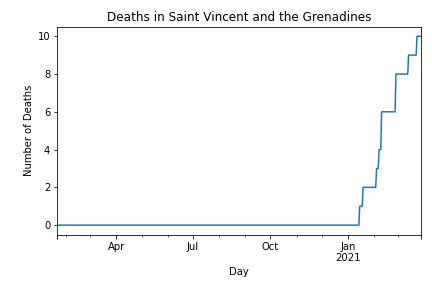 Deaths in Saint Vincent and the Grenadines
10
8
6
4
2
0
Number of Deaths
Apr
Jul
Oct
Jan
2021
Day